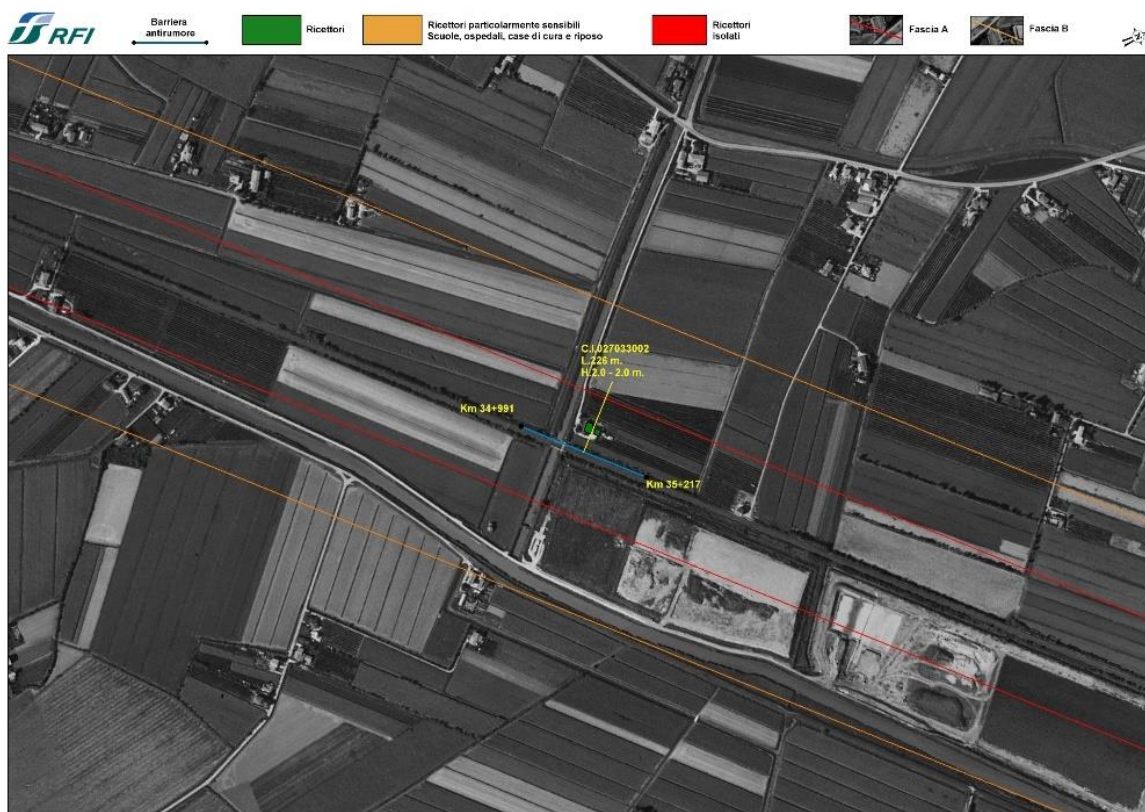 RFI
Barriera
antirumore
Ricettori
Ricettori particolarmente sensibili
Scuole, ospedali, case di cura e riposo
Ricettori
isolati
Fascia A
Fascia B
C.I.027033002
L.226 m.
H.2.0 - 2.0 m.
Km 34+991
Km 35+217